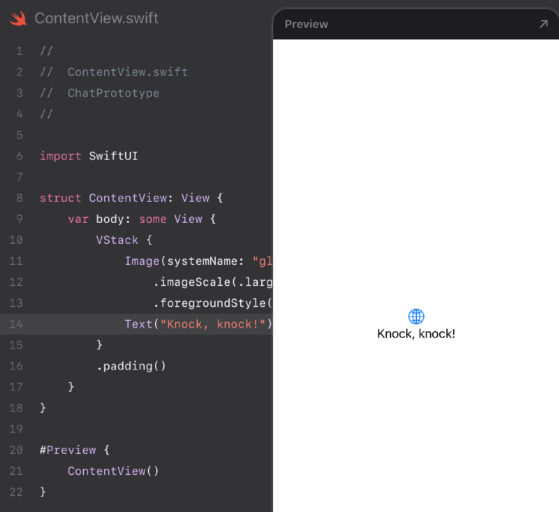 ContentView.swift
Preview
1 //
2 //  ContentView.swift
3 //  ChatPrototype
4 //
5
6 import SwiftUI
7
8 struct ContentView: View {
9     var body: some View {
10         VStack {
11             Image(systemName: "gl
12                 .imageScale(.larg
13                 .foregroundStyle(
14             Text("Knock, knock!")
15         }
16         .padding()
17     }
18 }
19
20 #Preview {
21     ContentView()
22 }
Knock, knock!